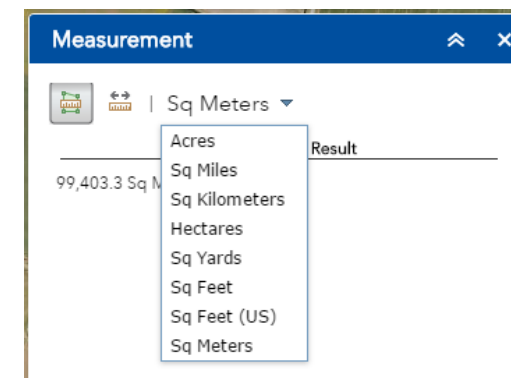 Measurement
Sq Meters
Acres
Measurement Result
Sq Miles
99,403.3 Sq M
Sq Kilometers
Hectares
Sq Yards
Sq Feet
Sq Feet (US)
Sq Meters